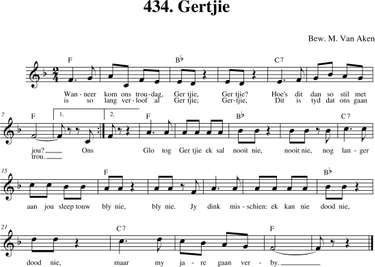 434. Gertjie
Bew. M. Van Aken
F B♭ C7
Wan-neer kom ons trou-dag, Ger tjie, Ger tjie? Hoe's dit dan so stil met
is so lang ver-loof al Ger tjie, Ger-tjie, Dit is tyd dat ons gaan
7 1. 2. F B♭ C7
jou? Ons Glo tog Ger tjie ek sal nooit nie, nooit nie, nog lan-ger
trou.
15 F B♭
aan jou sleep touw bly nie, bly nie. Jy dink mis-schien: ek kan nie dood nie,
21 C7 F
dood nie, maar my ja-re gaan ver-by.